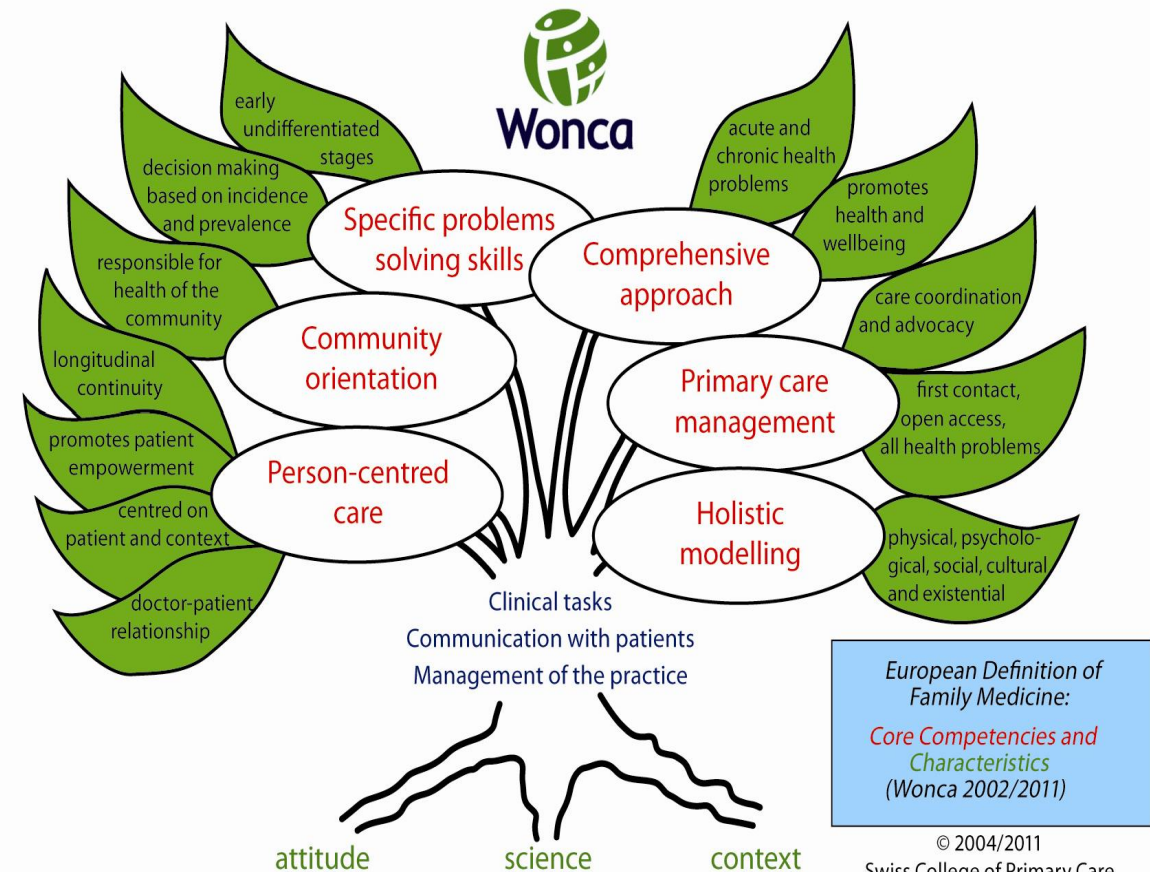 Wonca
early
undifferentiated
stages
decision making
based on incidence
and prevalence
responsible for
health of the
community
longitudinal
continuity
promotes patient
empowerment
centred on
patient and context
doctor-patient
relationship
Specific problems
solving skills
Community
orientation
Person-centred
care
Comprehensive
approach
Primary care
management
Holistic
modelling
acute and
chronic health
problems
promotes
health and
wellbeing
care coordination
and advocacy
first contact,
open access,
all health problems
physical, psycholo-
gical, social, cultural
and existential
Clinical tasks
Communication with patients
Management of the practice
attitude
science
context
European Definition of
Family Medicine:
Core Competencies and
Characteristics
(Wonca 2002/2011)
© 2004/2011
Swiss College of Primary Care